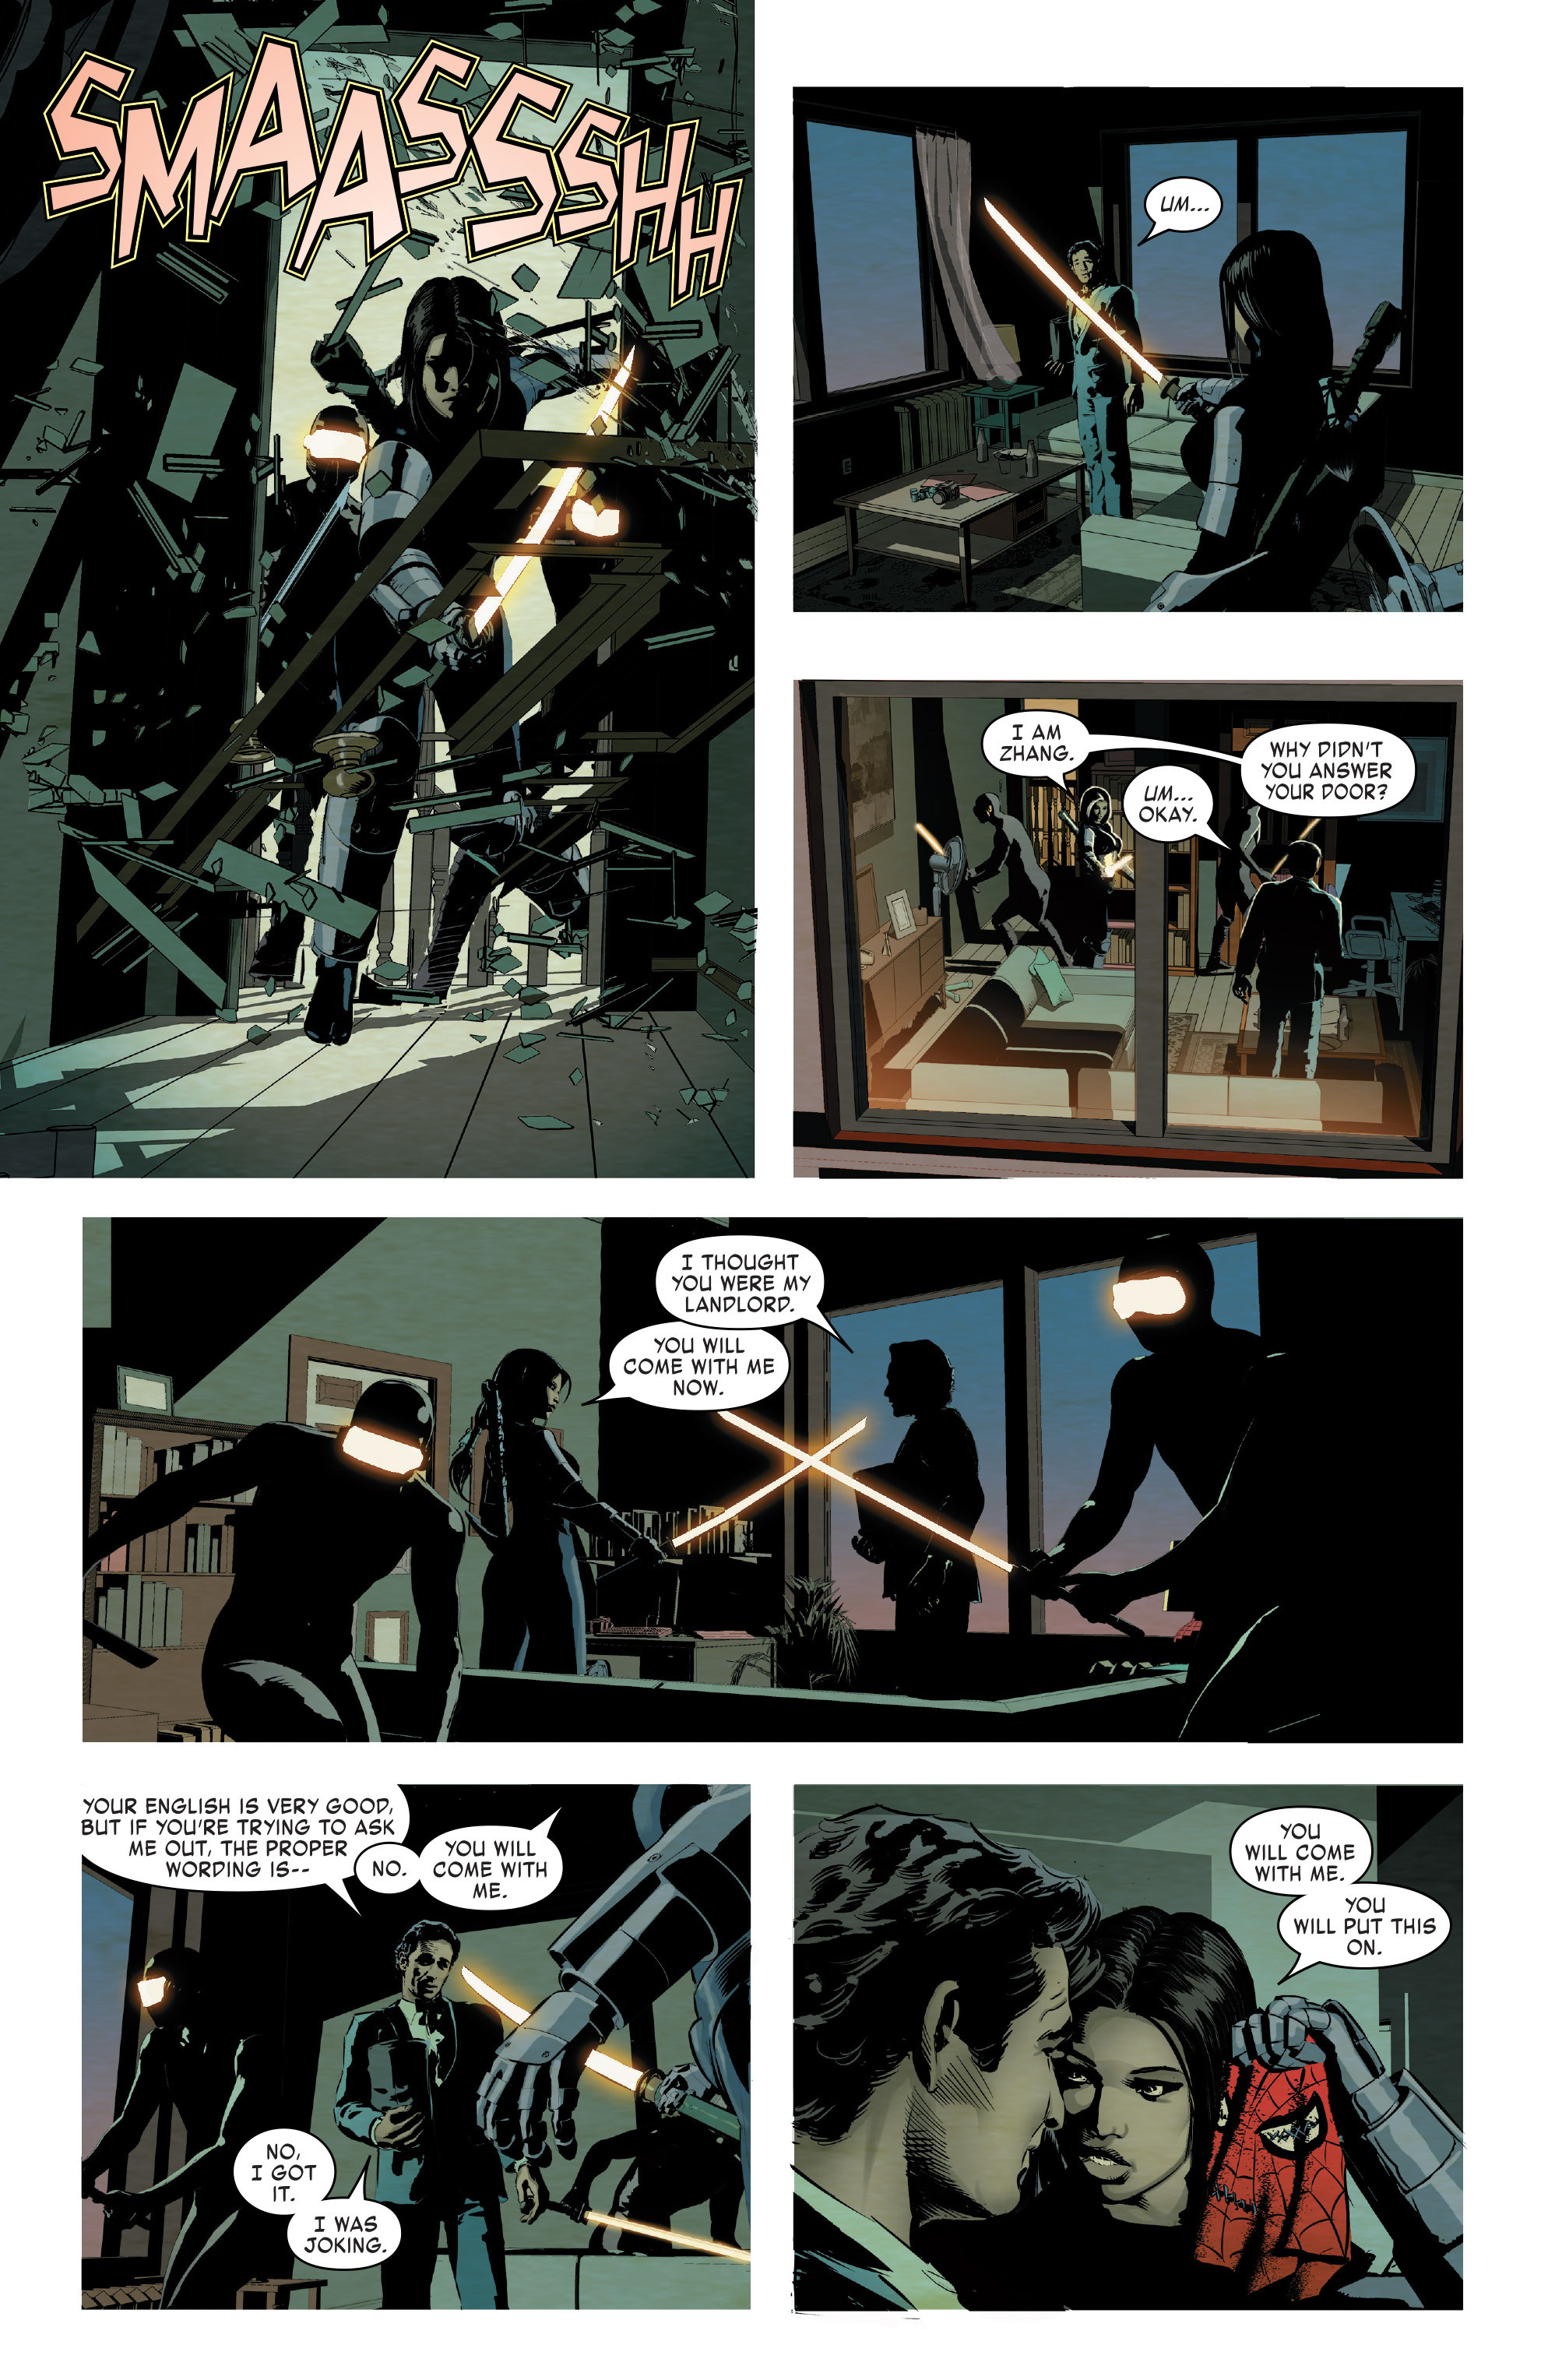 SMAASSSSHH
UM...
I AM
ZHANG.
WHY DIDN'T
YOU ANSWER
YOUR DOOR?
UM...
OKAY.
I THOUGHT
YOU WERE MY
LANDLORD.
YOU WILL
COME WITH ME
NOW.
YOUR ENGLISH IS VERY GOOD,
BUT IF YOU'RE TRYING TO ASK
ME OUT, THE PROPER
WORDING IS--
NO.
YOU WILL
COME WITH
ME.
NO,
I GOT
IT.
I WAS
JOKING.
YOU
WILL COME
WITH ME.
YOU
WILL PUT THIS
ON.